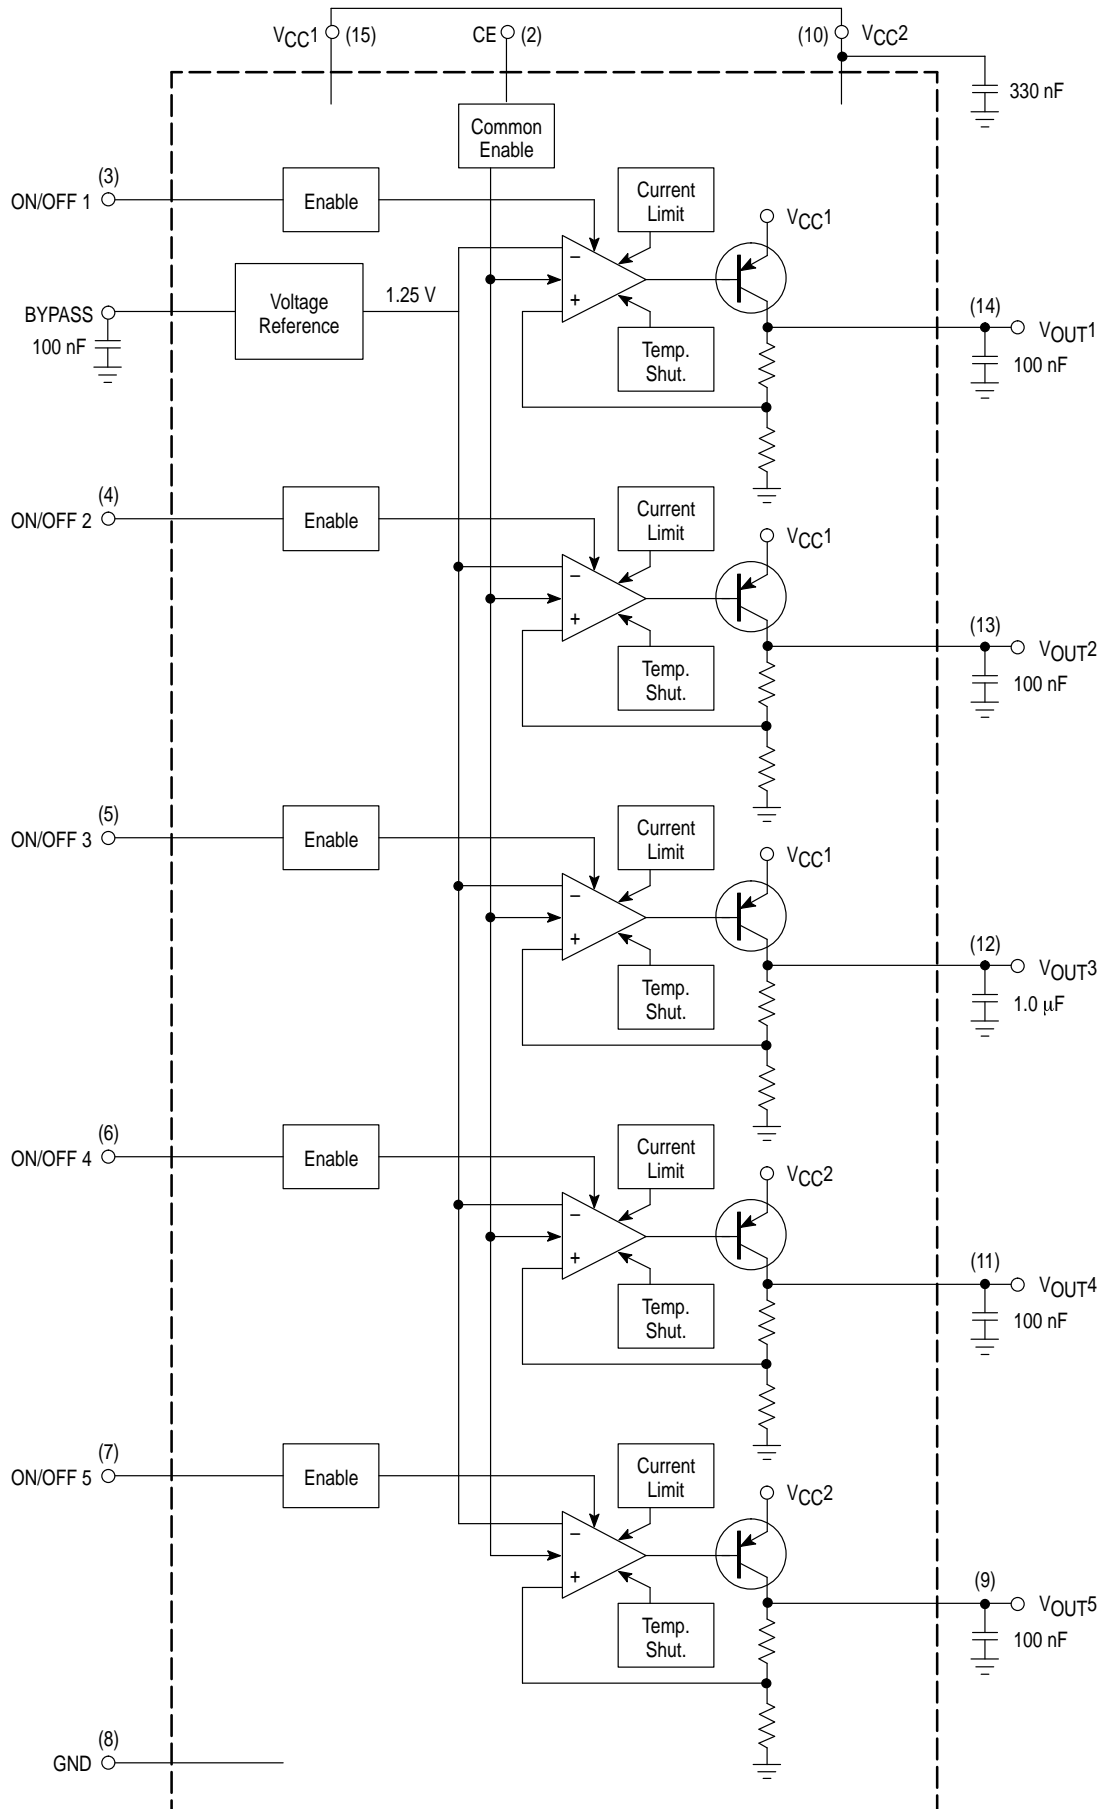 VCC1 (15) CE (2) (10) VCC2
330 nF
Common
Enable
(3)
ON/OFF 1
Enable
Current
Limit
VCC1
BYPASS
100 nF
Voltage
Reference
1.25 V
−
+
Temp.
Shut.
(14)
VOUT1
100 nF
(4)
ON/OFF 2
Enable
Current
Limit
VCC1
−
+
Temp.
Shut.
(13)
VOUT2
100 nF
(5)
ON/OFF 3
Enable
Current
Limit
VCC1
−
+
Temp.
Shut.
(12)
VOUT3
1.0 µF
(6)
ON/OFF 4
Enable
Current
Limit
VCC2
−
+
Temp.
Shut.
(11)
VOUT4
100 nF
(7)
ON/OFF 5
Enable
Current
Limit
VCC2
−
+
Temp.
Shut.
(9)
VOUT5
100 nF
(8)
GND